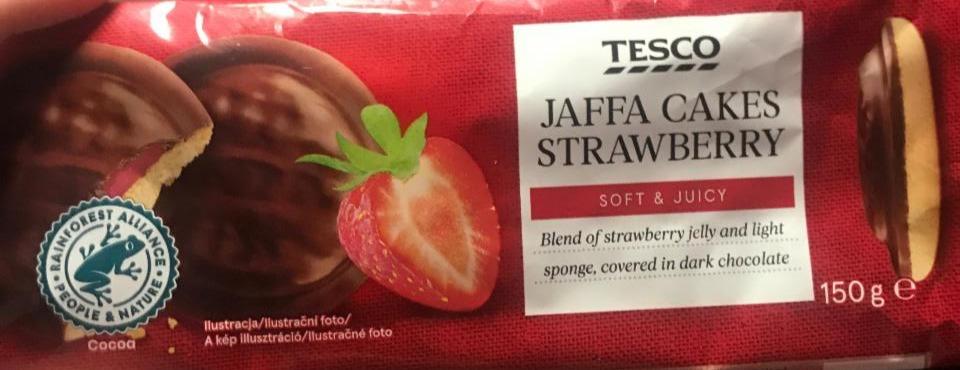 TESCO
JAFFA CAKES
STRAWBERRY
SOFT & JUICY
Blend of strawberry jelly and light
sponge, covered in dark chocolate
150 g e
RAINFOREST ALLIANCE
PEOPLE & NATURE
Cocoa
Ilustracja/Ilustrační foto/
A kép illusztráció/Ilustračné foto